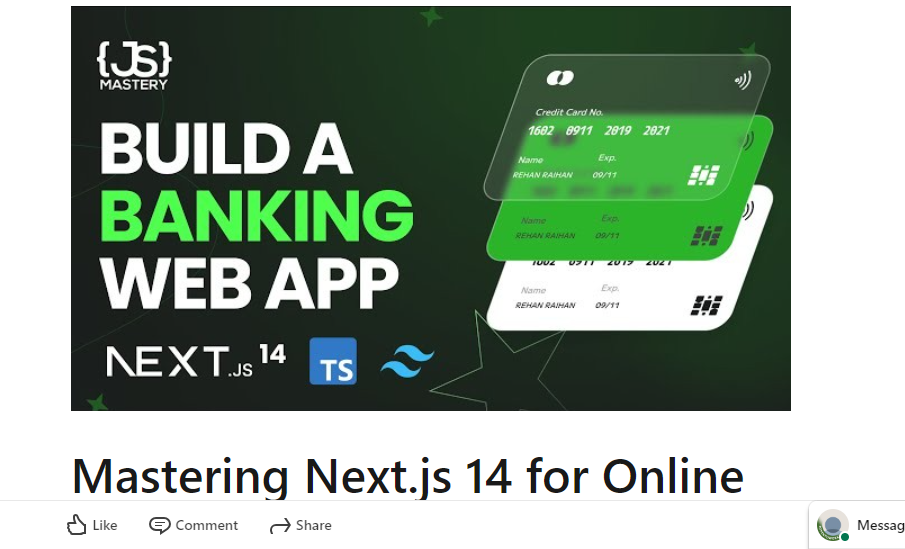 {JS}
MASTERY
BUILD A
BANKING
WEB APP
NEXT.JS 14
TS
Credit Card No.
1602 0911 2019 2021
Name Exp.
REHAN RAIHAN 09/11
Name Exp.
REHAN RAIHAN 09/11
1602 0911 2019 2021
Name Exp.
REHAN RAIHAN 09/11
Mastering Next.js 14 for Online
Like Comment Share
Messag